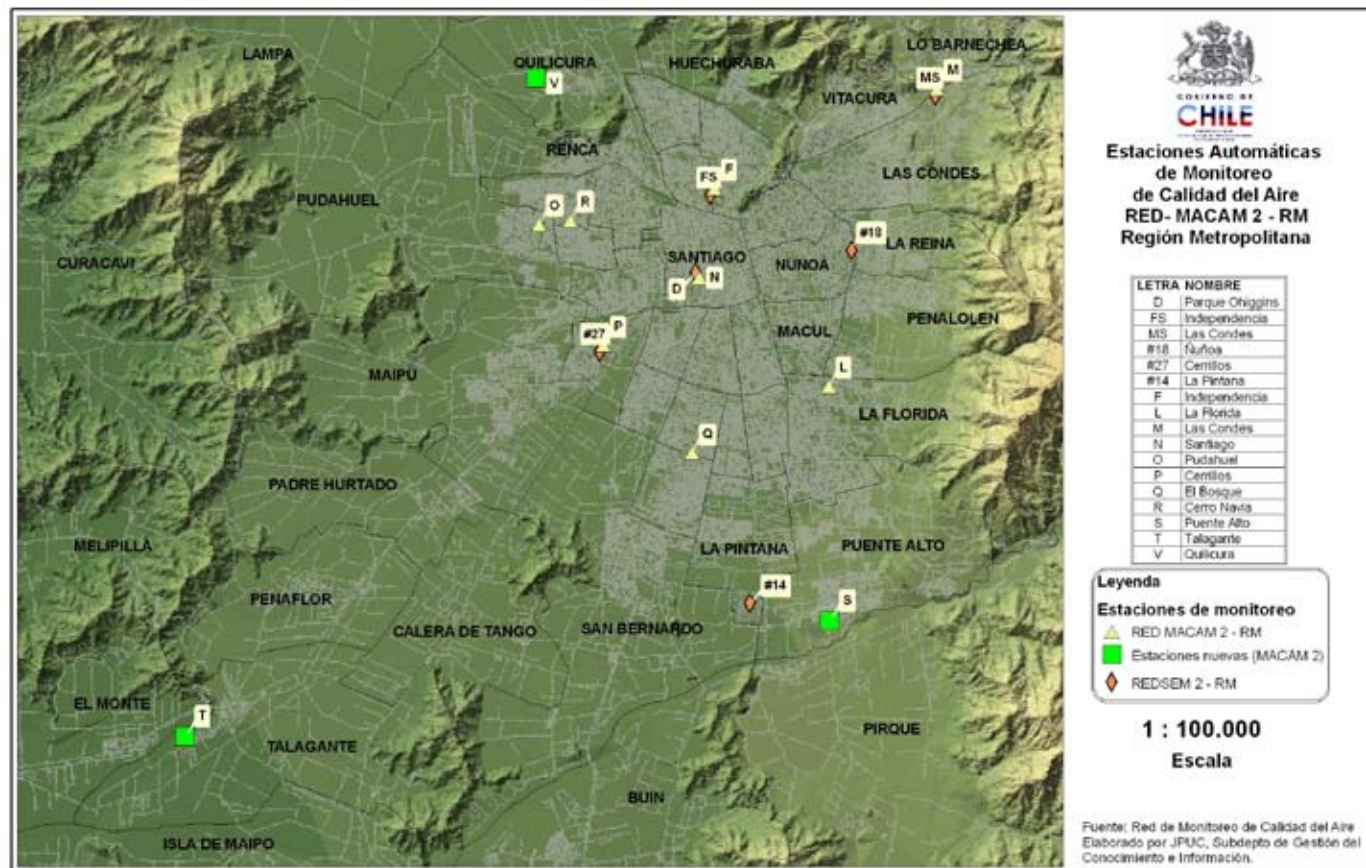 LAMPA
QUILICURA
HUECHURABA
LO BARNECHEA
V
MS
M
VITACURA
RENCA
FS
F
LAS CONDES
PUDAHUEL
O
R
#18
LA REINA
CURACAVI
SANTIAGO
NUNOA
D
N
PENALOLEN
MACUL
#27
P
MAIPU
L
LA FLORIDA
Q
PADRE HURTADO
MELIPILLA
LA PINTANA
PUENTE ALTO
#14
S
PENAFLOR
CALERA DE TANGO
SAN BERNARDO
EL MONTE
T
TALAGANTE
PIRQUE
BUIN
ISLA DE MAIPO
GOBIERNO DE
CHILE
Estaciones Automáticas
de Monitoreo
de Calidad del Aire
RED- MACAM 2 - RM
Región Metropolitana
LETRA NOMBRE
D Parque Ohiggins
FS Independencia
MS Las Condes
#18 Ñuñoa
#27 Cerrillos
#14 La Pintana
F Independencia
L La Florida
M Las Condes
N Santiago
O Pudahuel
P Cerrillos
Q El Bosque
R Cerro Navia
S Puente Alto
T Talagante
V Quilicura
Leyenda
Estaciones de monitoreo
RED MACAM 2 - RM
Estaciones nuevas (MACAM 2)
REDSEM 2 - RM
1 : 100.000
Escala
Fuente: Red de Monitoreo de Calidad del Aire
Elaborado por JPUC, Subdepto de Gestión del
Conocimiento e Información.